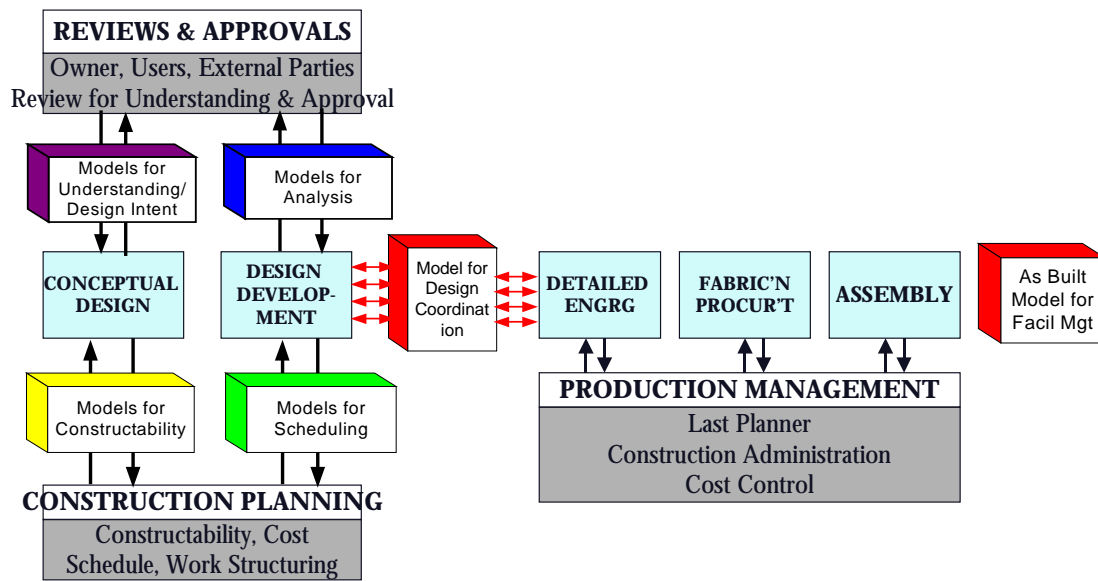 REVIEWS & APPROVALS
Owner, Users, External Parties
Review for Understanding & Approval
Models for
Understanding/
Design Intent
Models for
Analysis
CONCEPTUAL
DESIGN
DESIGN
DEVELOP-
MENT
Model for
Design
Coordinat
ion
DETAILED
ENGRG
FABRIC'N
PROCUR'T
ASSEMBLY
As Built
Model for
Facil Mgt
Models for
Constructability
Models for
Scheduling
PRODUCTION MANAGEMENT
Last Planner
Construction Administration
Cost Control
CONSTRUCTION PLANNING
Constructability, Cost
Schedule, Work Structuring